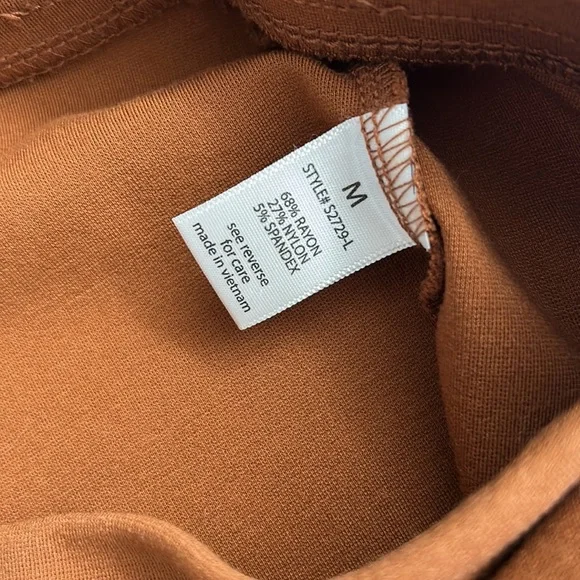 M
STYLE# S2729-L
68% RAYON
27% NYLON
5% SPANDEX
see reverse
for care
made in vietnam